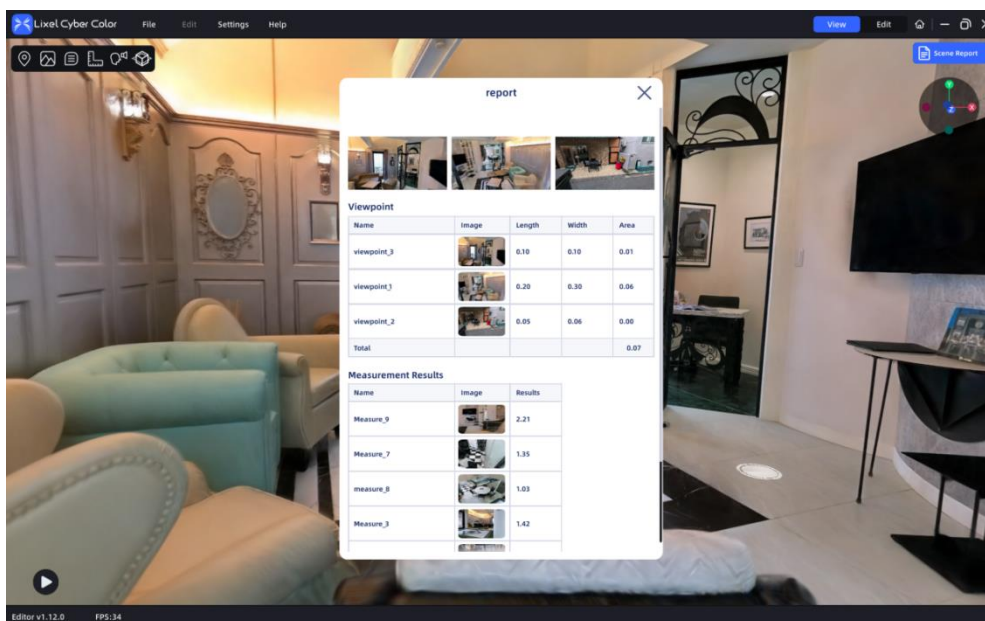 Lixel Cyber Color File Edit Settings Help View Edit
Scene Report
report
Y
X
Z
Viewpoint
Name Image Length Width Area
viewpoint_3 0.10 0.10 0.01
viewpoint_1 0.20 0.30 0.06
viewpoint_2 0.05 0.06 0.00
Total 0.07
Measurement Results
Name Image Results
Measure_9 2.21
Measure_7 1.35
measure_8 1.03
Measure_3 1.42
Editor v1.12.0 FPS:34